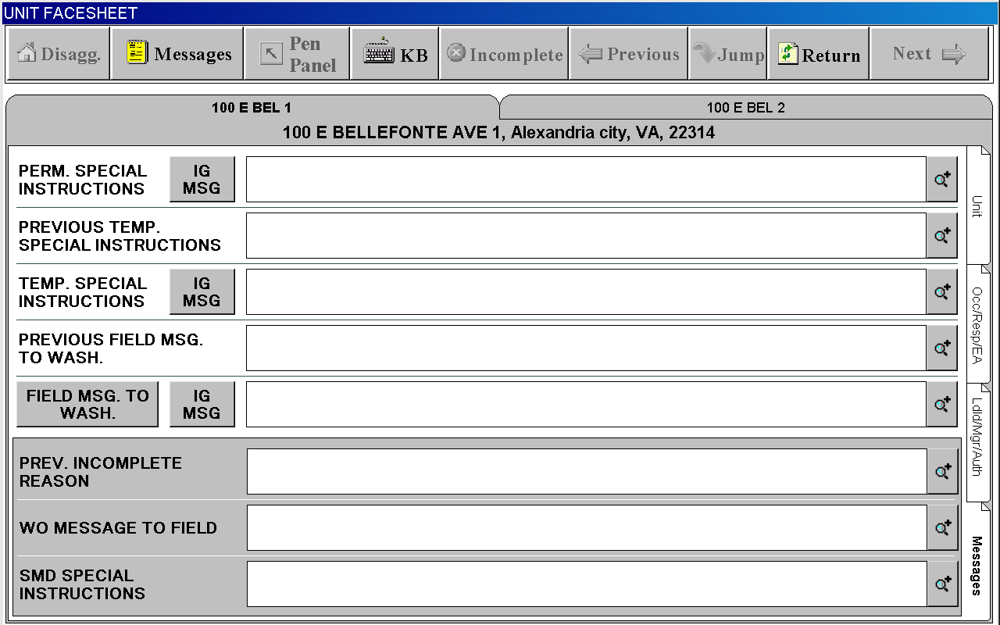 UNIT FACESHEET
Disagg.
Messages
Pen
Panel
KB
Incomplete
Previous
Jump
Return
Next
100 E BEL 1
100 E BEL 2
100 E BELLEFONTE AVE 1, Alexandria city, VA, 22314
PERM. SPECIAL
INSTRUCTIONS
IG
MSG
PREVIOUS TEMP.
SPECIAL INSTRUCTIONS
TEMP. SPECIAL
INSTRUCTIONS
IG
MSG
PREVIOUS FIELD MSG.
TO WASH.
FIELD MSG. TO
WASH.
IG
MSG
PREV. INCOMPLETE
REASON
WO MESSAGE TO FIELD
SMD SPECIAL
INSTRUCTIONS
Unit
Occ/Resp/EA
Ldld/Mgr/Auth
Messages